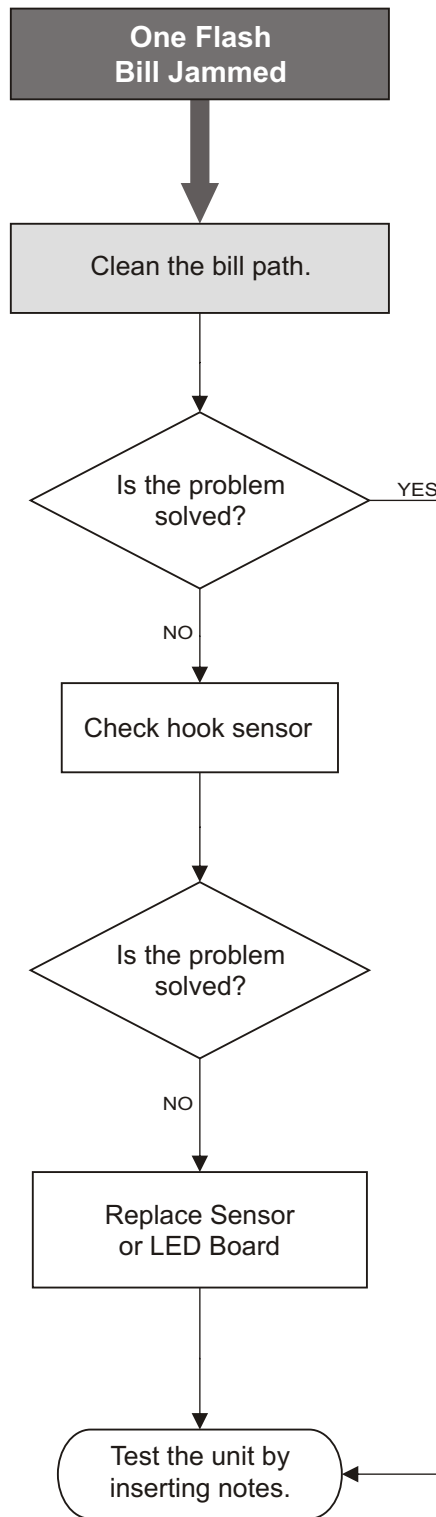 One Flash
Bill Jammed
Clean the bill path.
Is the problem
solved?
YES
NO
Check hook sensor
Is the problem
solved?
NO
Replace Sensor
or LED Board
Test the unit by
inserting notes.